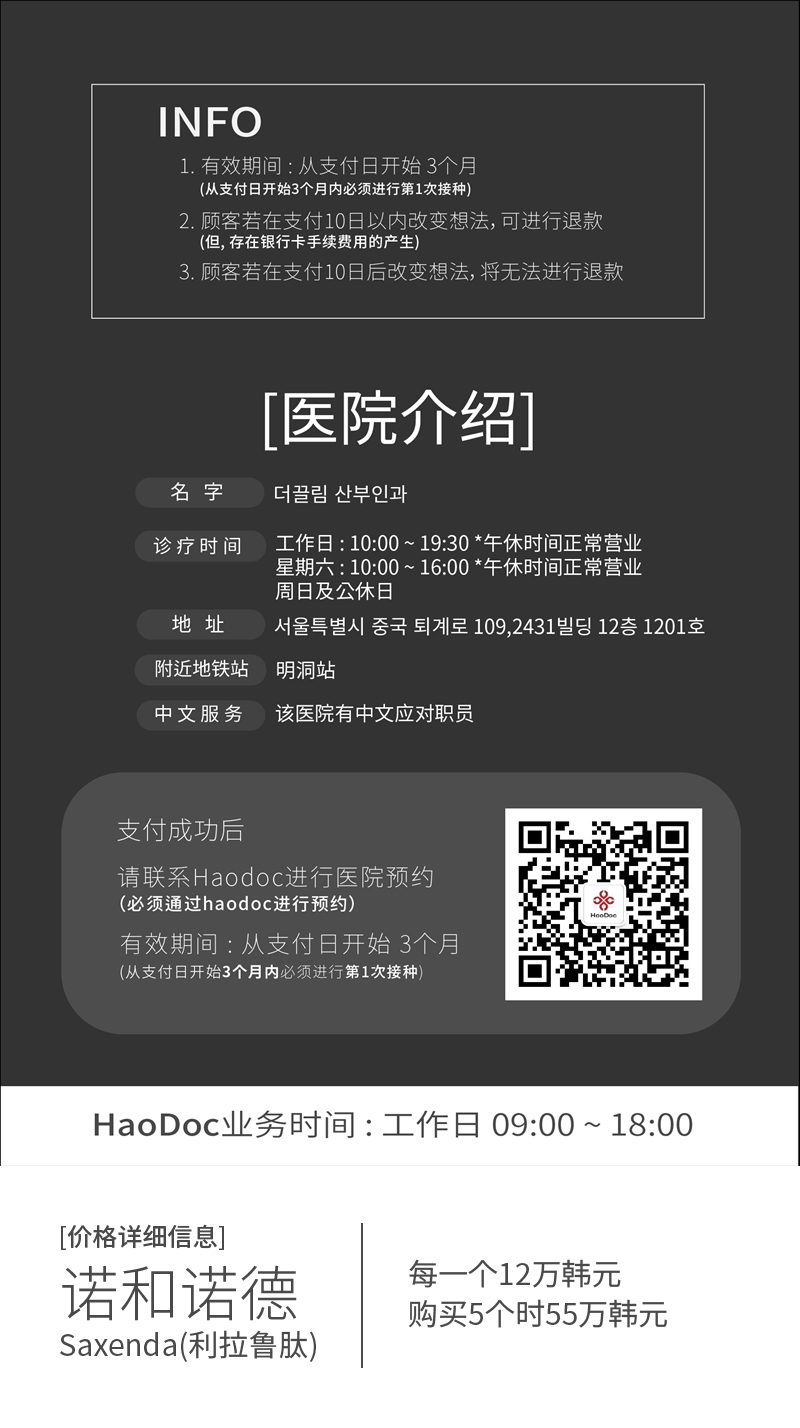 INFO
1. 有效期间 : 从支付日开始 3个月
(从支付日开始3个月内必须进行第1次接种)
2. 顾客若在支付10日以内改变想法, 可进行退款
(但, 存在银行卡手续费用的产生)
3. 顾客若在支付10日后改变想法, 将无法进行退款
[医院介绍]
名 字 더끌림 산부인과
诊疗时间 工作日 : 10:00 ~ 19:30 *午休时间正常营业
星期六 : 10:00 ~ 16:00 *午休时间正常营业
周日及公休日
地 址 서울특별시 중국 퇴계로 109,2431빌딩 12층 1201호
附近地铁站 明洞站
中文服务 该医院有中文应对职员
支付成功后
请联系Haodoc进行医院预约
(必须通过haodoc进行预约)
有效期间 : 从支付日开始 3个月
(从支付日开始3个月内必须进行第1次接种)
HaoDoc
HaoDoc业务时间 : 工作日 09:00 ~ 18:00
[价格详细信息]
诺和诺德
Saxenda(利拉鲁肽)
每一个12万韩元
购买5个时55万韩元